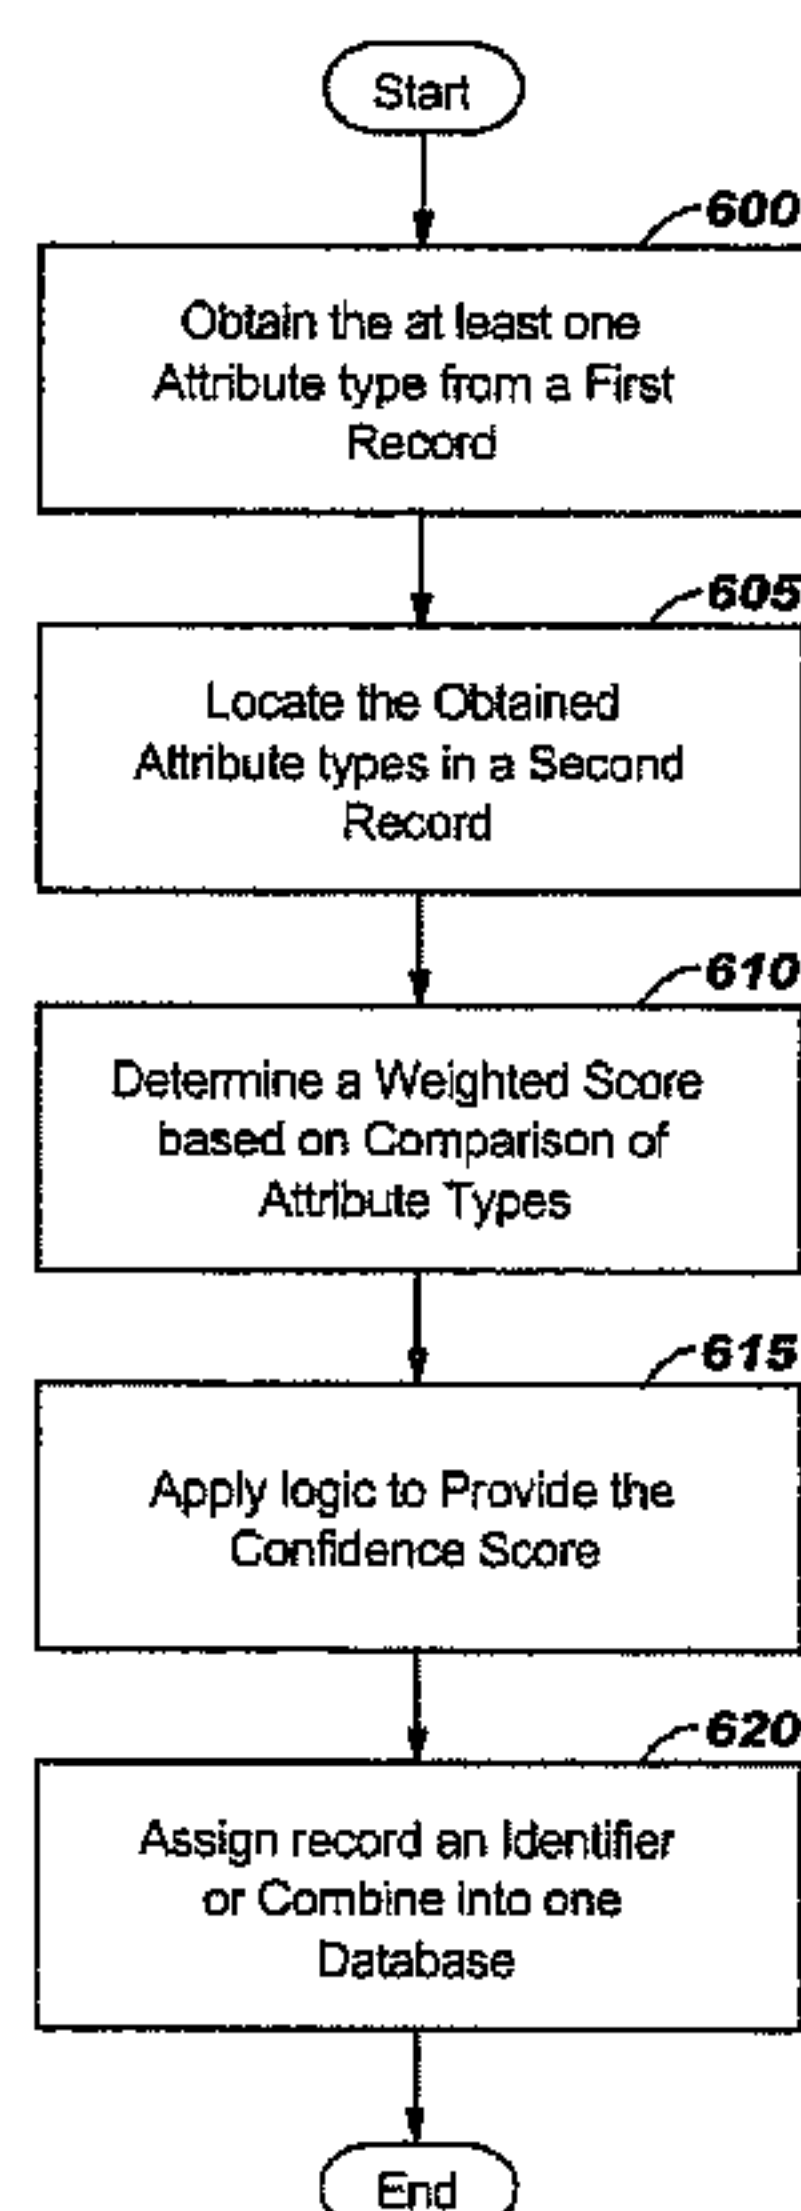 Start
600
Obtain the at least one
Attribute type from a First
Record
605
Locate the Obtained
Attribute types in a Second
Record
610
Determine a Weighted Score
based on Comparison of
Attribute Types
615
Apply logic to Provide the
Confidence Score
620
Assign record an Identifier
or Combine into one
Database
End